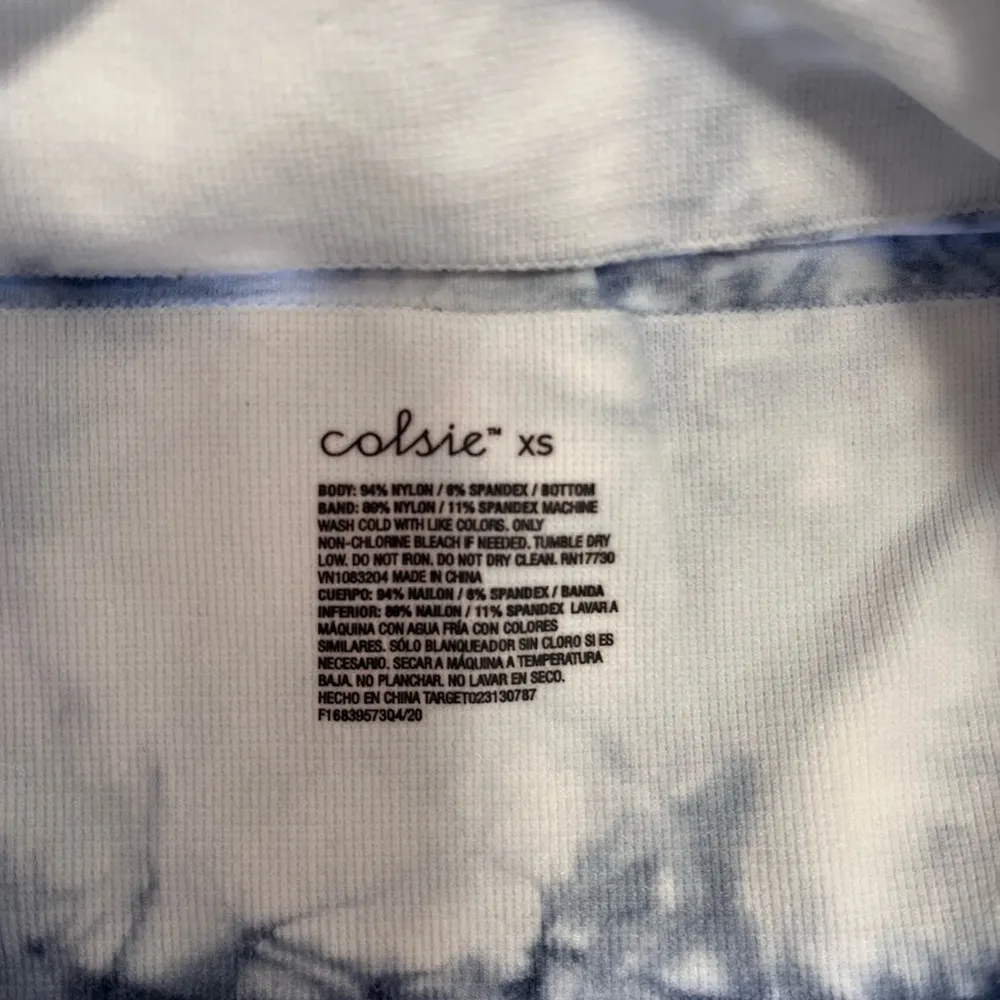 colsie™ XS
BODY: 94% NYLON / 6% SPANDEX / BOTTOM
BAND: 89% NYLON / 11% SPANDEX MACHINE
WASH COLD WITH LIKE COLORS. ONLY
NON-CHLORINE BLEACH IF NEEDED. TUMBLE DRY
LOW. DO NOT IRON. DO NOT DRY CLEAN. RN17730
VN1083204 MADE IN CHINA
CUERPO: 94% NAILON / 6% SPANDEX / BANDA
INFERIOR: 89% NAILON / 11% SPANDEX LAVAR A
MÁQUINA CON AGUA FRÍA CON COLORES
SIMILARES. SÓLO BLANQUEADOR SIN CLORO SI ES
NECESARIO. SECAR A MÁQUINA A TEMPERATURA
BAJA. NO PLANCHAR. NO LAVAR EN SECO.
HECHO EN CHINA TARGET023130787
F16839573Q4/20